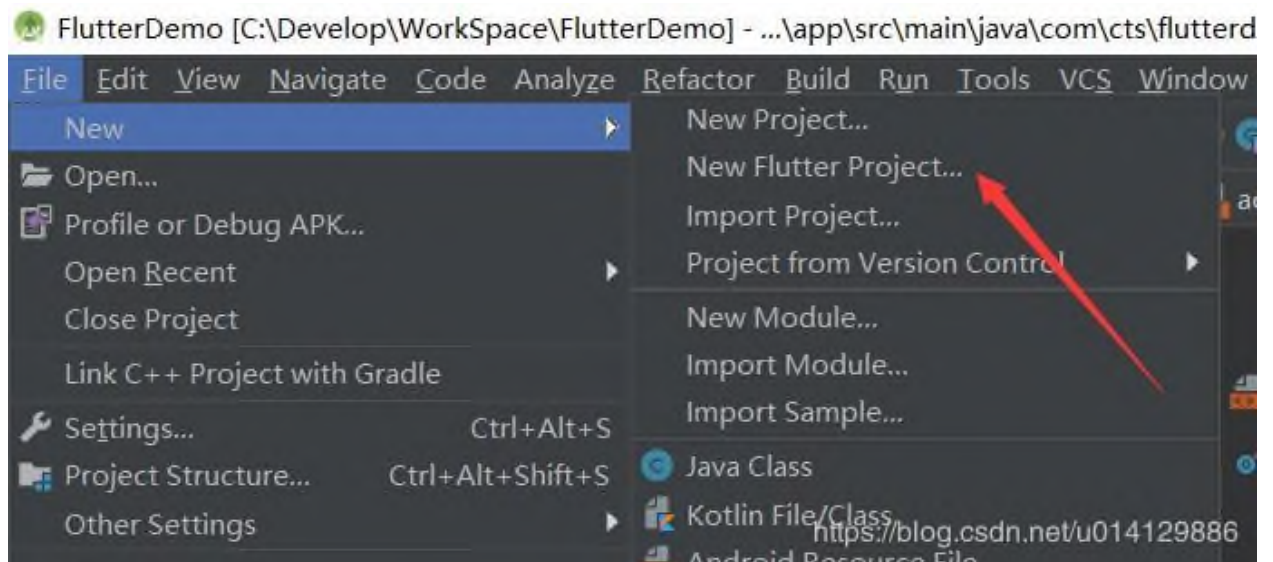 FlutterDemo [C:\Develop\WorkSpace\FlutterDemo] - ...\app\src\main\java\com\cts\flutterd
File Edit View Navigate Code Analyze Refactor Build Run Tools VCS Window
New
Open...
Profile or Debug APK...
Open Recent
Close Project
Link C++ Project with Gradle
Settings... Ctrl+Alt+S
Project Structure... Ctrl+Alt+Shift+S
Other Settings
New Project...
New Flutter Project...
Import Project...
Project from Version Control
New Module...
Import Module...
Import Sample...
Java Class
Kotlin File/Class
Android Resource File
https://blog.csdn.net/u014129886